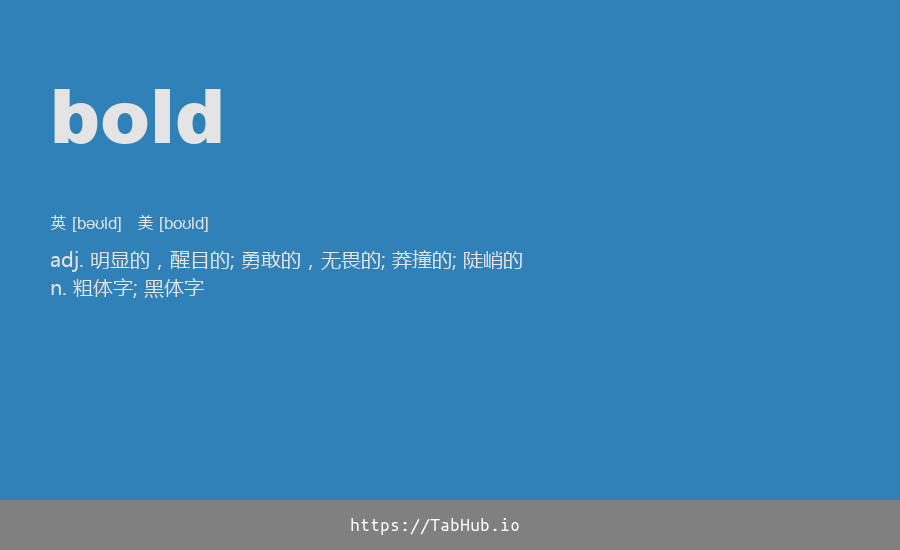 bold
英 [bəʊld] 美 [boʊld]
adj. 明显的，醒目的; 勇敢的，无畏的; 莽撞的; 陡峭的
n. 粗体字; 黑体字
https://TabHub.io